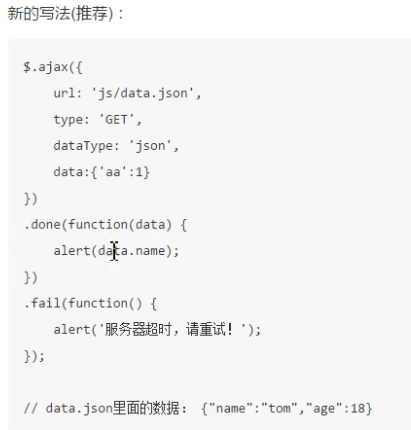 新的写法(推荐)：
$.ajax({
    url: 'js/data.json',
    type: 'GET',
    dataType: 'json',
    data:{'aa':1}
})
.done(function(data) {
    alert(data.name);
})
.fail(function() {
    alert('服务器超时，请重试！');
});
// data.json里面的数据： {"name":"tom","age":18}